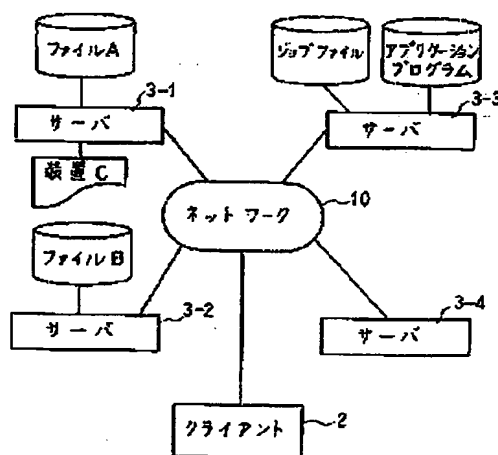 ファイルA
3-1
サーバ
装置C
ジョブファイル
アプリケーション
プログラム
3-3
サーバ
ネットワーク
10
ファイルB
3-2
サーバ
3-4
サーバ
クライアント
2